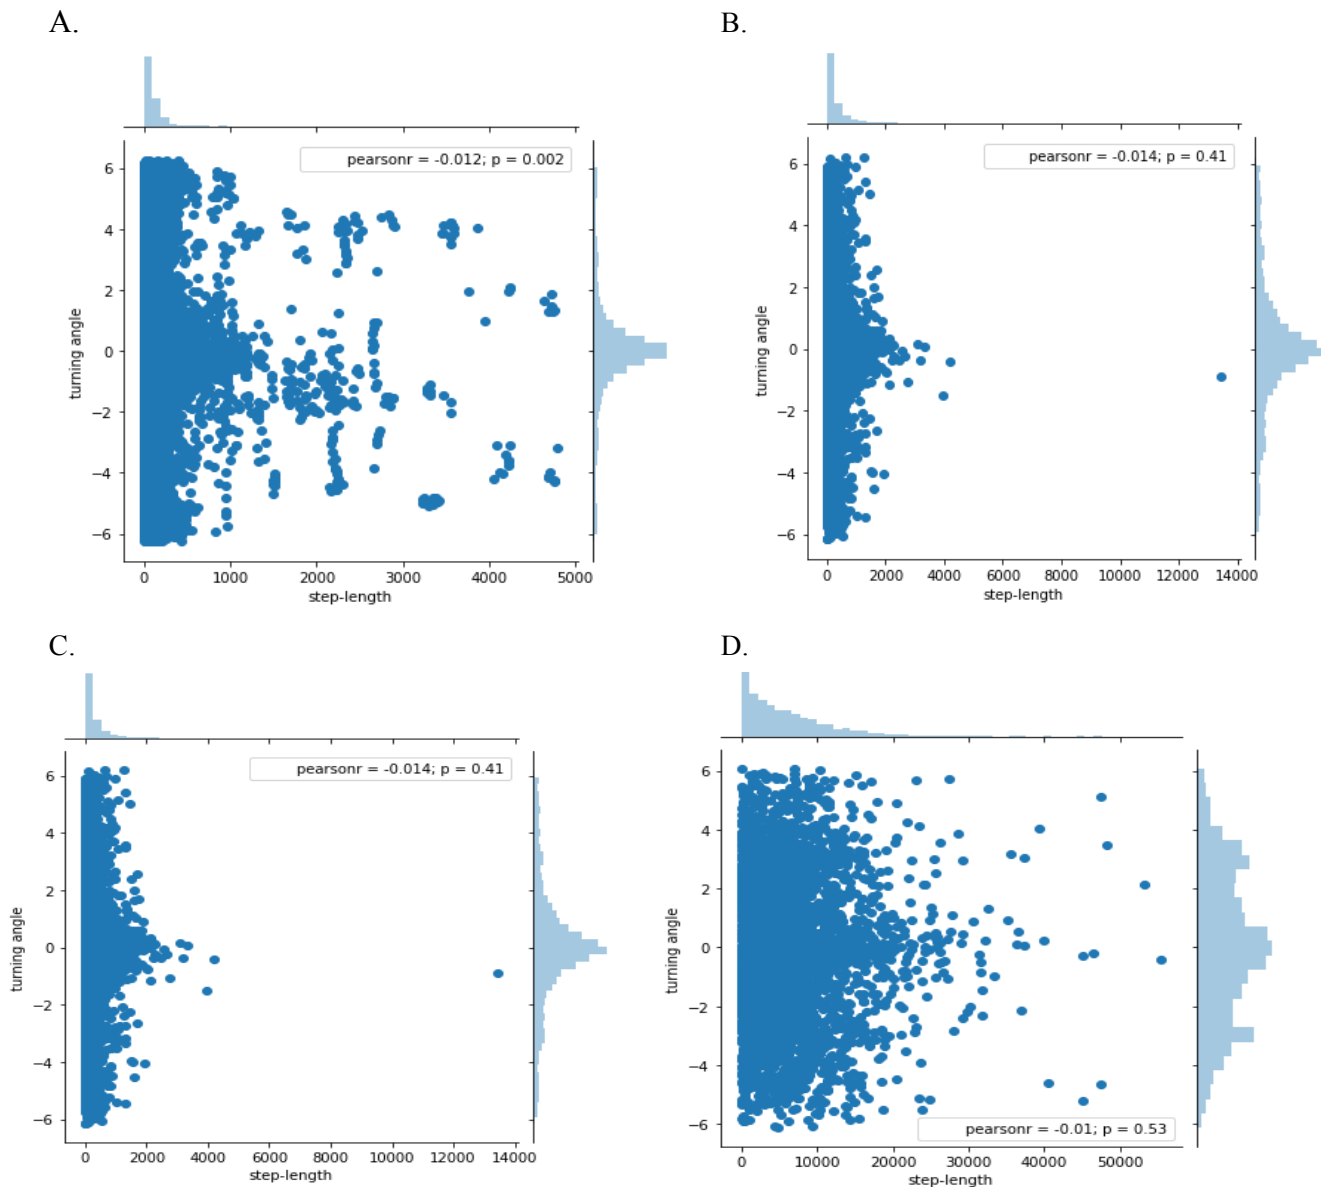 A.
pearsonr = -0.012; p = 0.002
6
4
2
0
−2
−4
−6
turning angle
0 1000 2000 3000 4000 5000
step-length
B.
pearsonr = -0.014; p = 0.41
6
4
2
0
−2
−4
−6
turning angle
0 2000 4000 6000 8000 10000 12000 14000
step-length
C.
pearsonr = -0.014; p = 0.41
6
4
2
0
−2
−4
−6
turning angle
0 2000 4000 6000 8000 10000 12000 14000
step-length
D.
6
4
2
0
−2
−4
−6
turning angle
pearsonr = -0.01; p = 0.53
0 10000 20000 30000 40000 50000
step-length